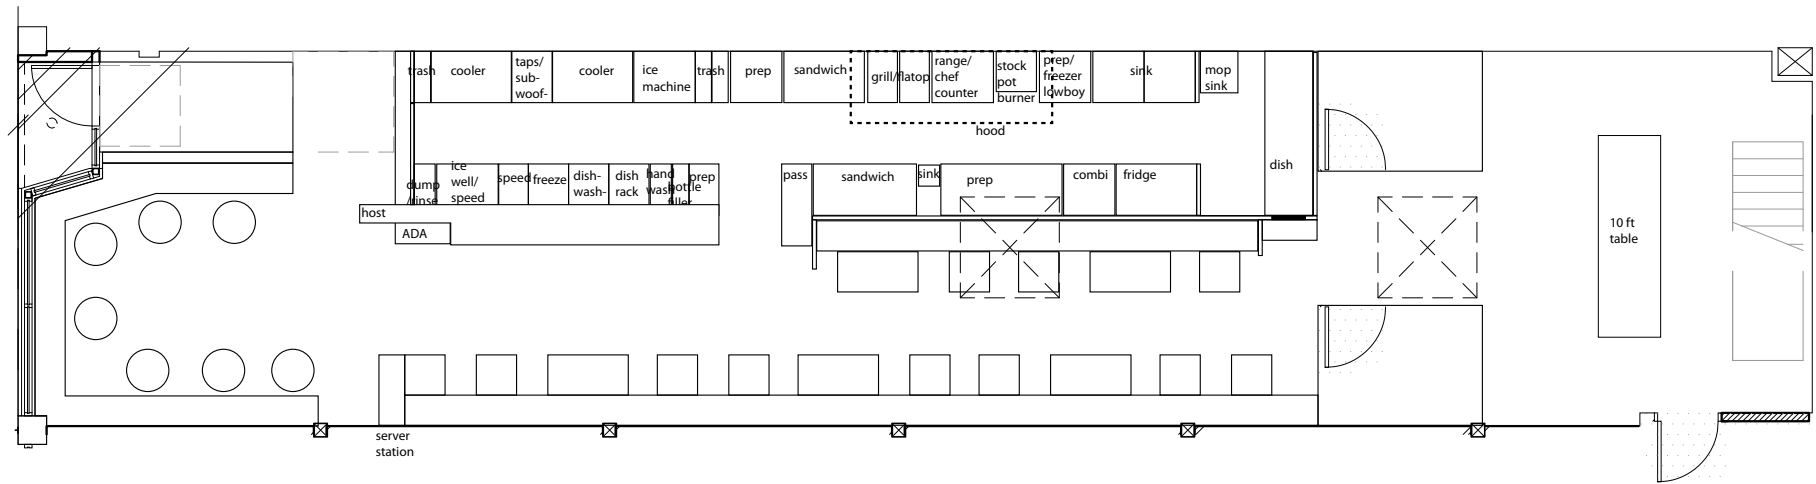 trash
cooler
taps/
sub-
woof-
cooler
ice
machine
trash
prep
sandwich
grill/flatop
range/
chef
counter
stock
pot
burner
prep/
freezer
lowboy
sink
mop
sink
hood
dump
/rinse
ice
well/
speed
speed
freeze
dish-
wash-
dish
rack
hand
wash
bottle
filler
prep
pass
sandwich
sink
prep
combi
fridge
dish
host
ADA
10 ft
table
server
station